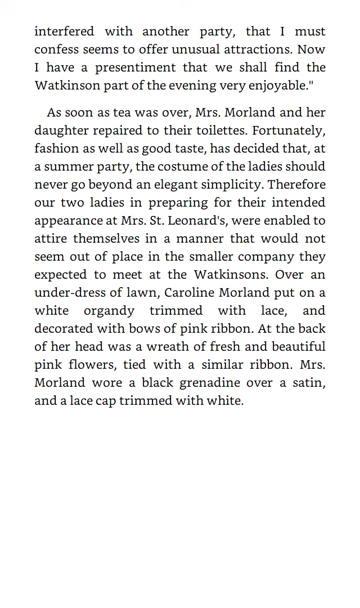 interfered with another party, that I must
confess seems to offer unusual attractions. Now
I have a presentiment that we shall find the
Watkinson part of the evening very enjoyable."
As soon as tea was over, Mrs. Morland and her
daughter repaired to their toilettes. Fortunately,
fashion as well as good taste, has decided that, at
a summer party, the costume of the ladies should
never go beyond an elegant simplicity. Therefore
our two ladies in preparing for their intended
appearance at Mrs. St. Leonard's, were enabled to
attire themselves in a manner that would not
seem out of place in the smaller company they
expected to meet at the Watkinsons. Over an
under-dress of lawn, Caroline Morland put on a
white organdy trimmed with lace, and
decorated with bows of pink ribbon. At the back
of her head was a wreath of fresh and beautiful
pink flowers, tied with a similar ribbon. Mrs.
Morland wore a black grenadine over a satin,
and a lace cap trimmed with white.